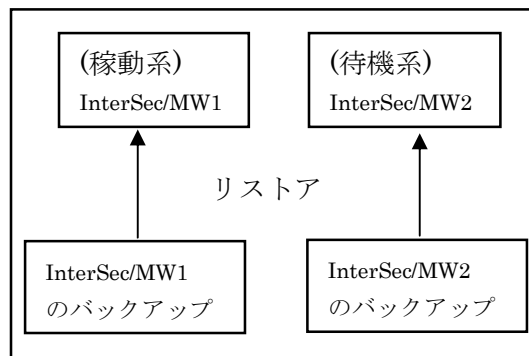 (稼動系)
InterSec/MW1
(待機系)
InterSec/MW2
リストア
InterSec/MW1
のバックアップ
InterSec/MW2
のバックアップ